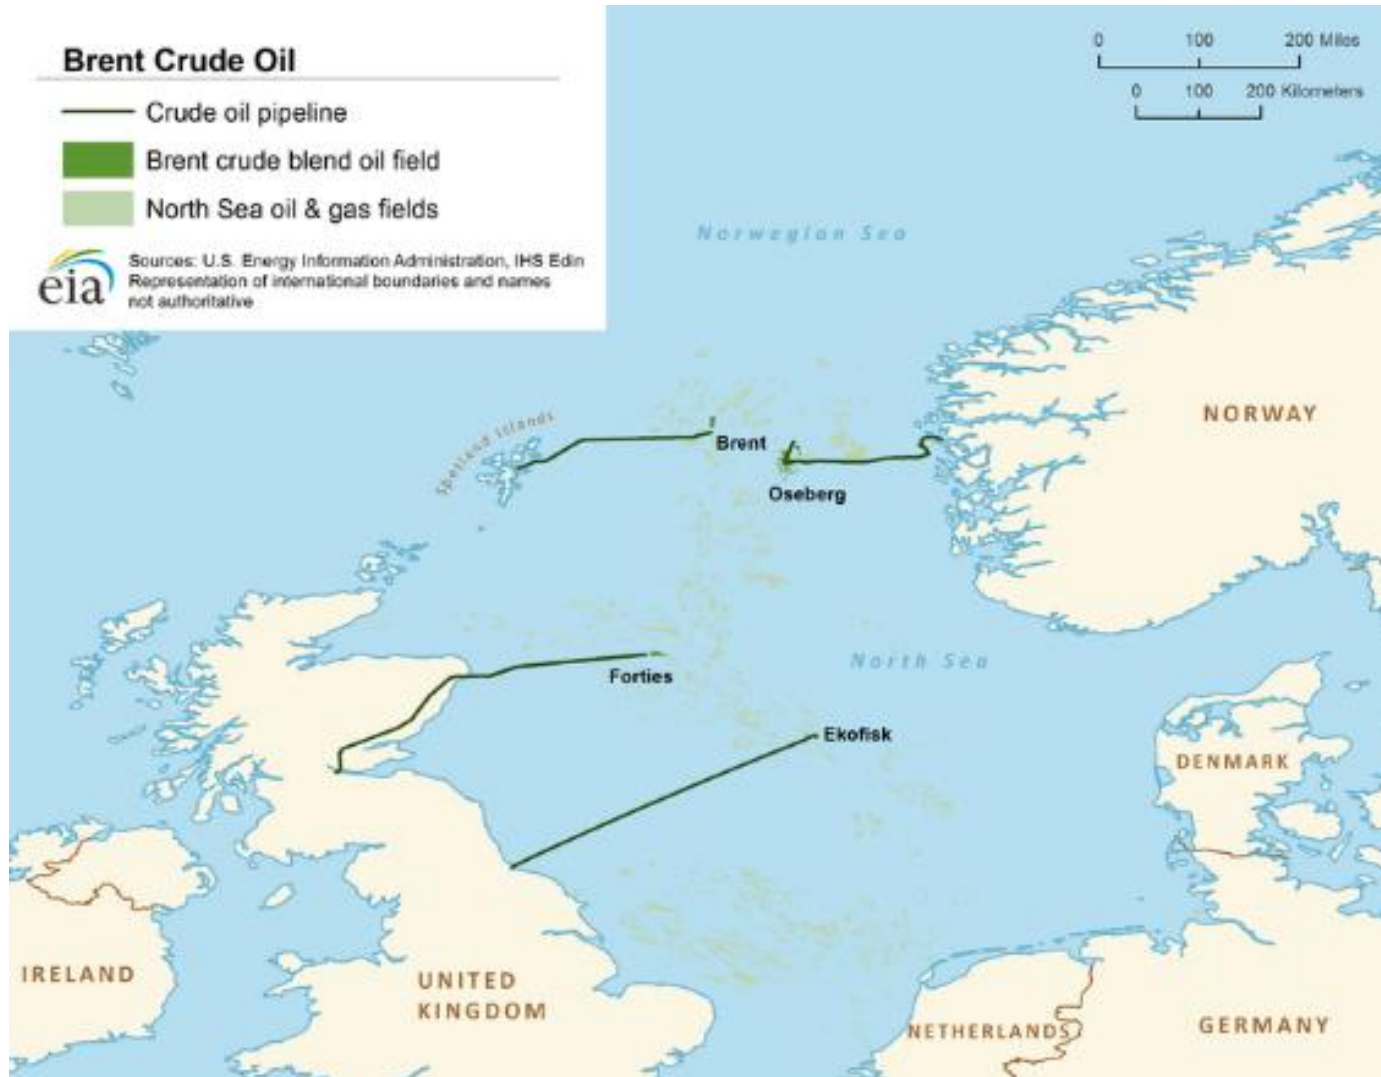 Brent Crude Oil
Crude oil pipeline
Brent crude blend oil field
North Sea oil & gas fields
eia
Sources: U.S. Energy Information Administration, IHS Edin
Representation of international boundaries and names
not authoritative
0 100 200 Miles
0 100 200 Kilometers
Norwegian Sea
NORWAY
Shetland Islands
Brent
Oseberg
North Sea
Forties
Ekofisk
DENMARK
IRELAND
UNITED
KINGDOM
NETHERLANDS
GERMANY